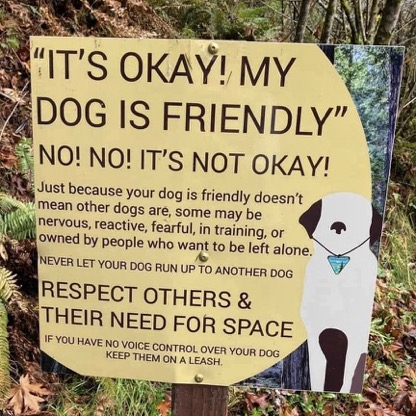 "IT'S OKAY! MY
DOG IS FRIENDLY"
NO! NO! IT'S NOT OKAY!
Just because your dog is friendly doesn't
mean other dogs are, some may be
nervous, reactive, fearful, in training, or
owned by people who want to be left alone.
NEVER LET YOUR DOG RUN UP TO ANOTHER DOG
RESPECT OTHERS &
THEIR NEED FOR SPACE
IF YOU HAVE NO VOICE CONTROL OVER YOUR DOG
KEEP THEM ON A LEASH.